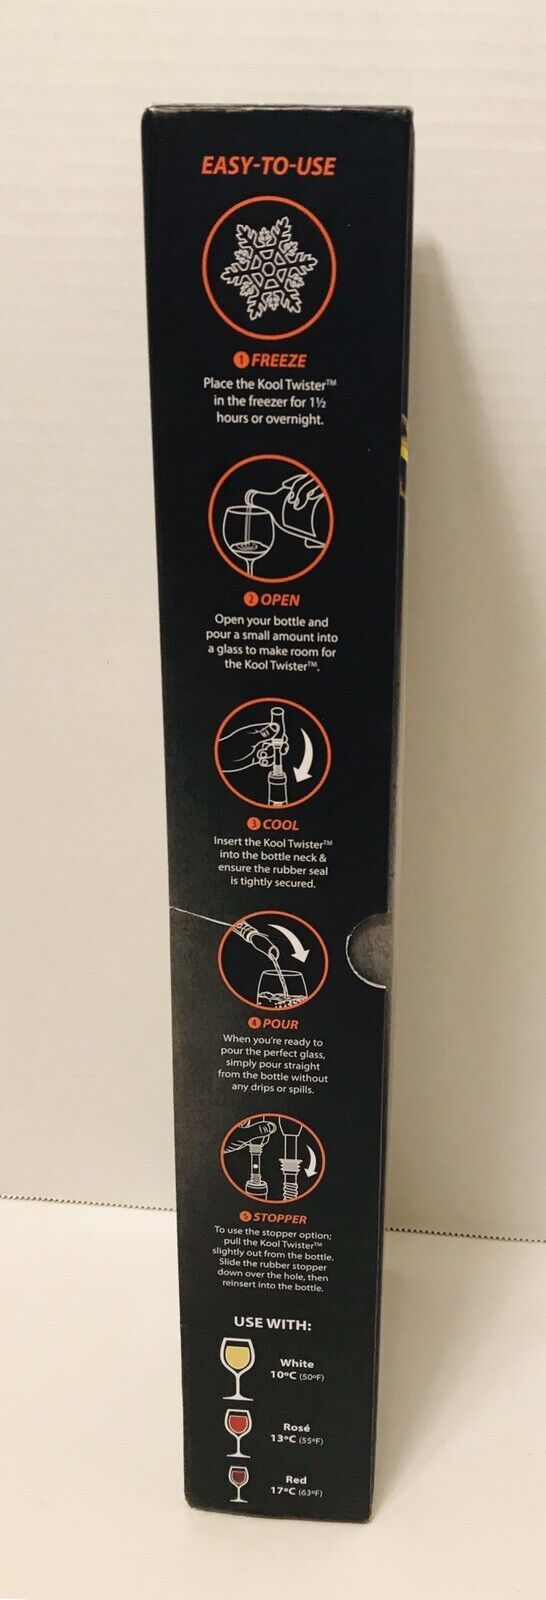 EASY-TO-USE
1 FREEZE
Place the Kool Twister™
in the freezer for 1½
hours or overnight.
2 OPEN
Open your bottle and
pour a small amount into
a glass to make room for
the Kool Twister™.
3 COOL
Insert the Kool Twister™
into the bottle neck &
ensure the rubber seal
is tightly secured.
4 POUR
When you're ready to
pour the perfect glass,
simply pour straight
from the bottle without
any drips or spills.
5 STOPPER
To use the stopper option;
pull the Kool Twister™
slightly out from the bottle.
Slide the rubber stopper
down over the hole, then
reinsert into the bottle.
USE WITH:
White
10ºC (50ºF)
Rosé
13ºC (55ºF)
Red
17ºC (63ºF)